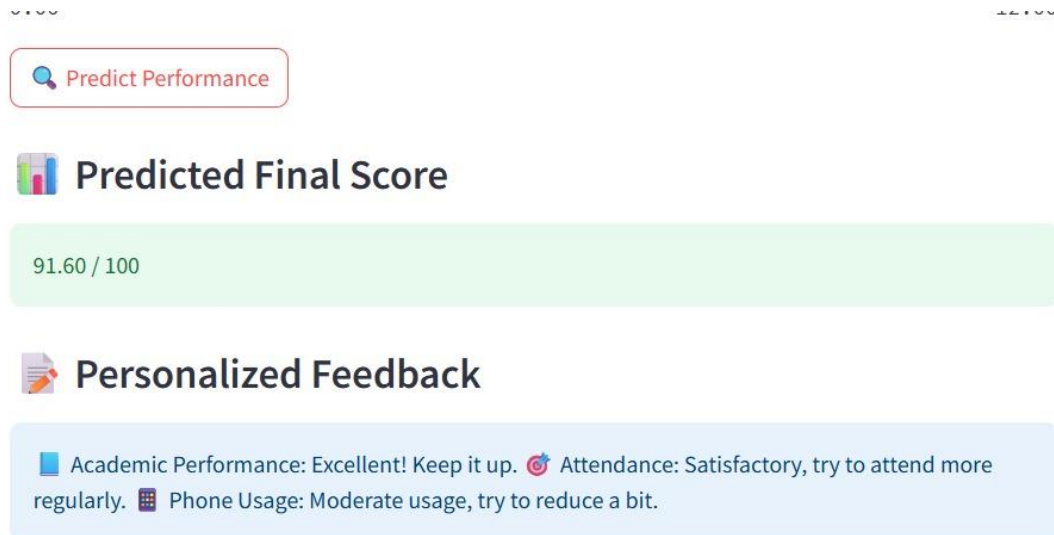 Predict Performance
Predicted Final Score
91.60 / 100
Personalized Feedback
Academic Performance: Excellent! Keep it up. Attendance: Satisfactory, try to attend more
regularly. Phone Usage: Moderate usage, try to reduce a bit.